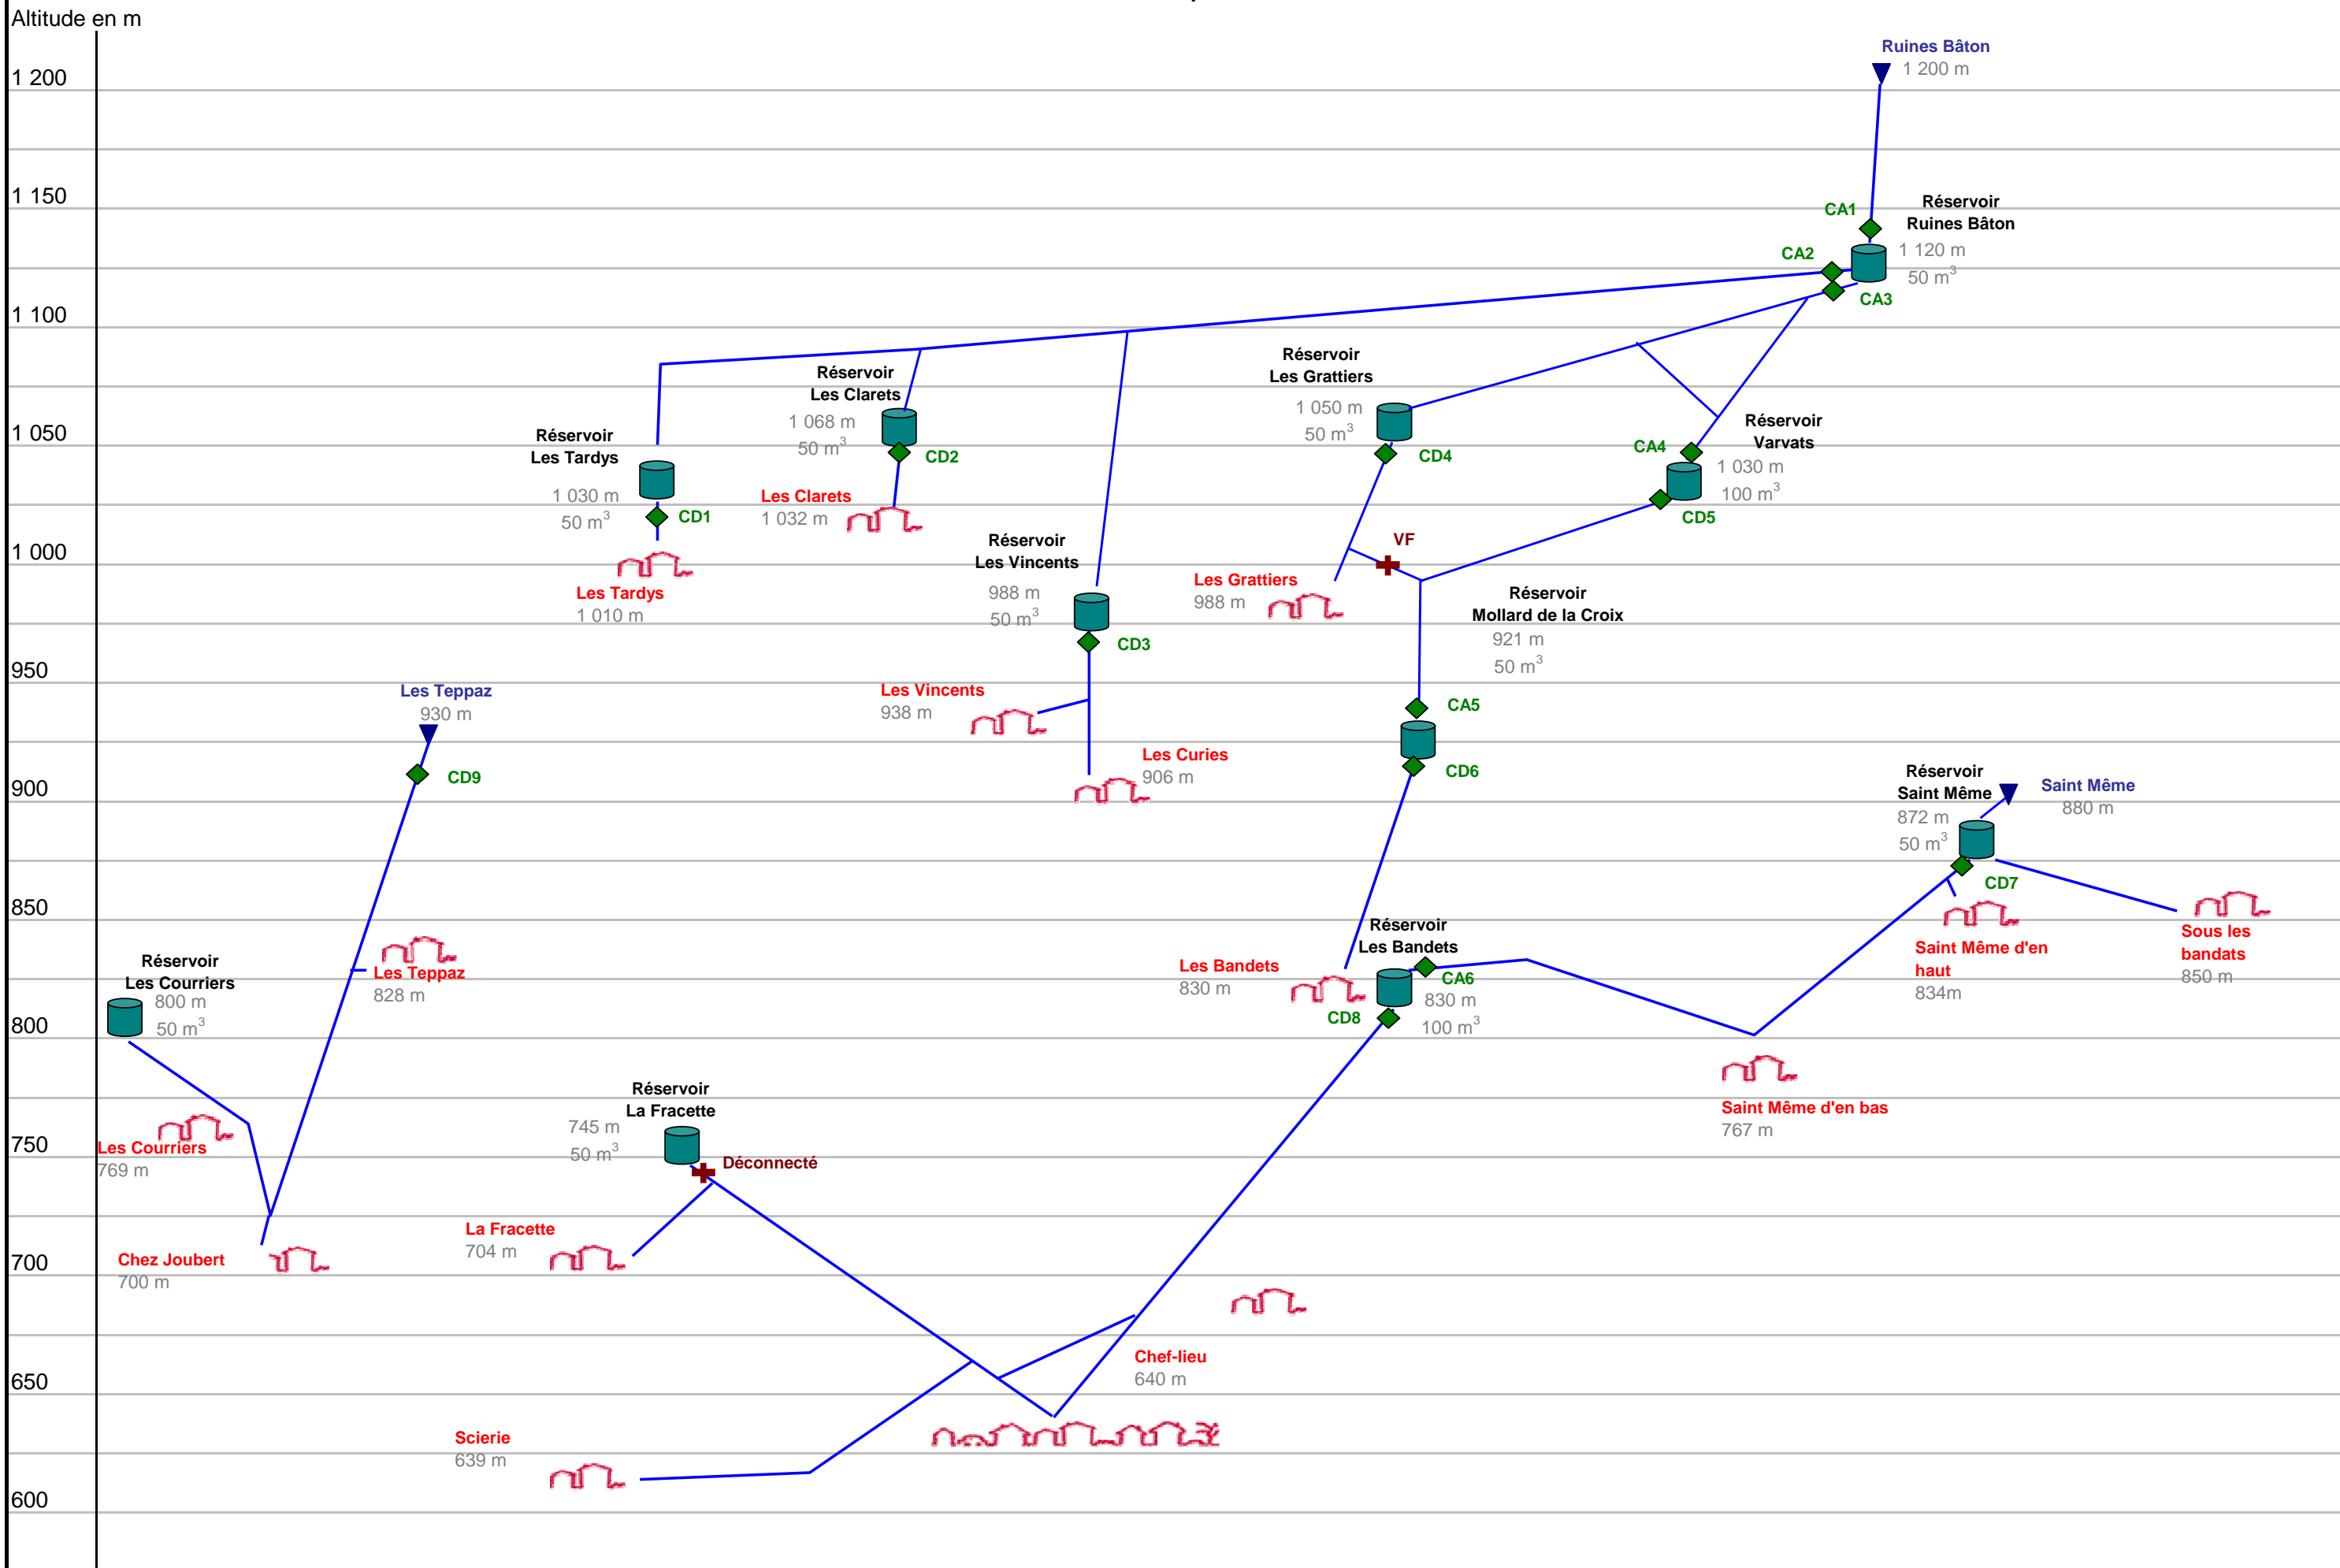 Altitude en m
Ruines Bâton
1 200 m
1 200
1 150
CA1
Réservoir
Ruines Bâton
1 120 m
50 m³
CA2
CA3
1 100
Réservoir
Les Grattiers
1 050 m
50 m³
CD4
Réservoir
Les Clarets
1 068 m
50 m³
CD2
Réservoir
Varvats
1 030 m
100 m³
CA4
CD5
1 050
Réservoir
Les Tardys
1 030 m
50 m³
CD1
Les Clarets
1 032 m
1 000
Réservoir
Les Vincents
988 m
50 m³
CD3
VF
Les Grattiers
988 m
Les Tardys
1 010 m
Réservoir
Mollard de la Croix
921 m
50 m³
CA5
CD6
950
Les Teppaz
930 m
CD9
Les Vincents
938 m
Les Curies
906 m
900
Réservoir
Saint Même
872 m
50 m³
Saint Même
880 m
CD7
850
Réservoir
Les Bandets
CA6
830 m
100 m³
CD8
Les Bandets
830 m
Saint Même d'en
haut
834m
Sous les
bandats
850 m
Réservoir
Les Courriers
800 m
50 m³
Les Teppaz
828 m
800
Réservoir
La Fracette
745 m
50 m³
Déconnecté
Saint Même d'en bas
767 m
750
Les Courriers
769 m
La Fracette
704 m
700
Chez Joubert
700 m
Chef-lieu
640 m
650
Scierie
639 m
600